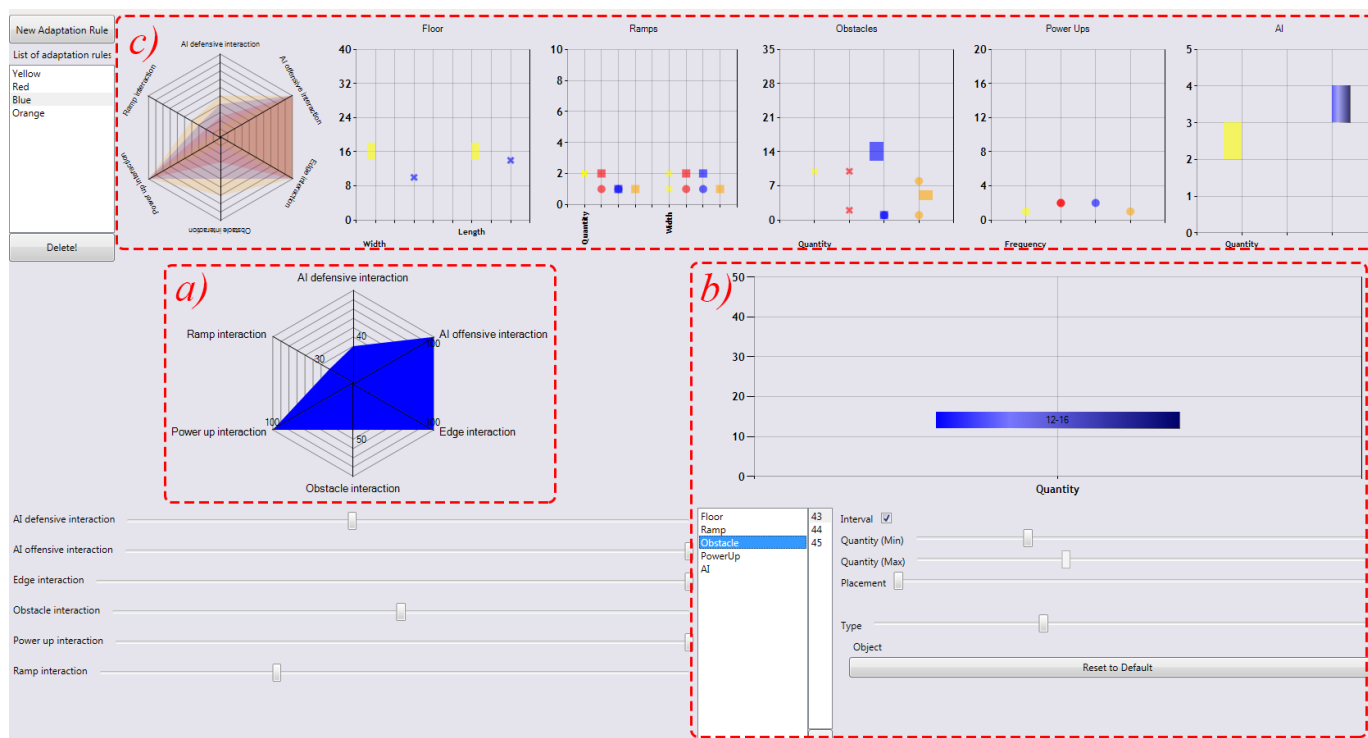 New Adaptation Rule
List of adaptation rules
Yellow
Red
Blue
Orange
Delete!
c)
AI defensive interaction
AI offensive interaction
Edge interaction
Obstacle interaction
Power up interaction
Ramp interaction
Floor
40
32
24
16
8
0
Width
Length
Ramps
10
8
6
4
2
0
Quantity
Width
Obstacles
35
28
21
14
7
0
Quantity
Power Ups
20
16
12
8
4
0
Frequency
AI
5
4
3
2
1
0
Quantity
a)
AI defensive interaction
Ramp interaction
40
AI offensive interaction
100
30
100
100
Power up interaction
50
Edge interaction
Obstacle interaction
b)
50
40
30
20
10
0
12-16
Quantity
AI defensive interaction
AI offensive interaction
Edge interaction
Obstacle interaction
Power up interaction
Ramp interaction
Floor
Ramp
Obstacle
PowerUp
AI
43
44
45
Interval
Quantity (Min)
Quantity (Max)
Placement
Type
Object
Reset to Default